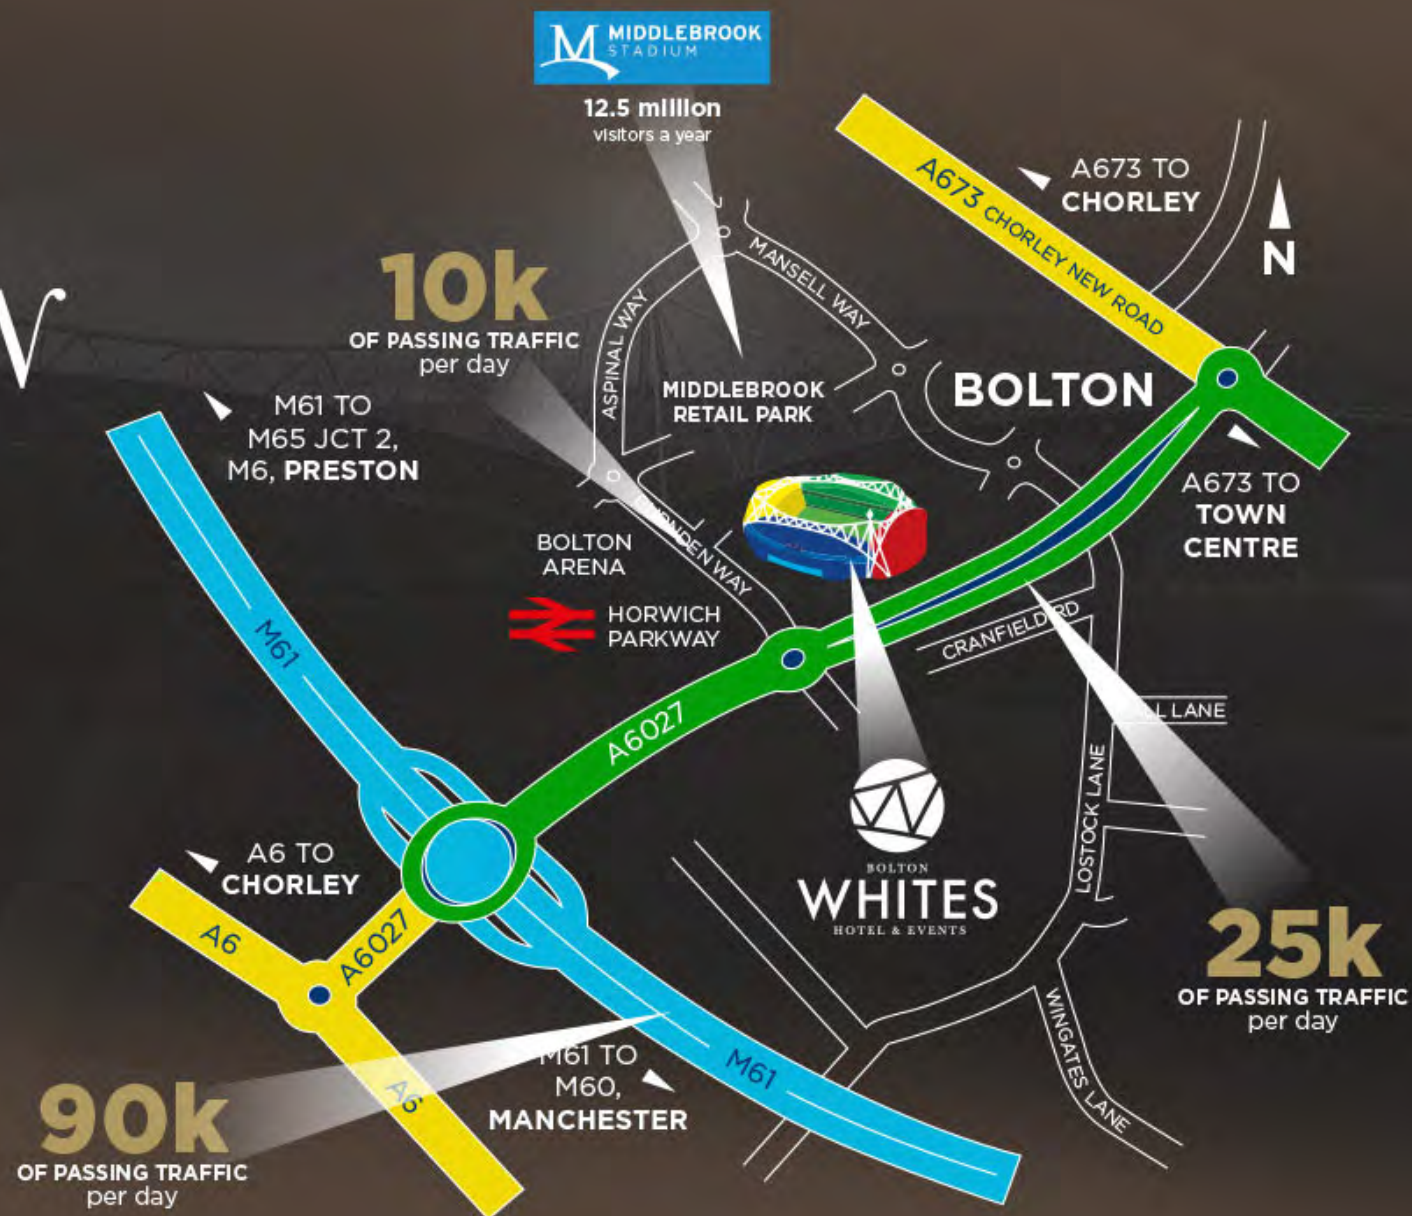 MIDDLEBROOK
STADIUM
12.5 million
visitors a year
A673 TO
CHORLEY
A673 CHORLEY NEW ROAD
N
MANSELL WAY
10k
OF PASSING TRAFFIC
per day
ASPINAL WAY
MIDDLEBROOK
RETAIL PARK
BOLTON
M61 TO
M65 JCT 2,
M6, PRESTON
A673 TO
TOWN
CENTRE
BOLTON
ARENA
WAY
HORWICH
PARKWAY
CRANFIELD RD
M61
A6027
LANE
LOSTOCK LANE
BOLTON
WHITES
HOTEL & EVENTS
A6 TO
CHORLEY
A6
A6027
25k
OF PASSING TRAFFIC
per day
WINGATES LANE
M61 TO
M60,
MANCHESTER
M61
A6
90k
OF PASSING TRAFFIC
per day